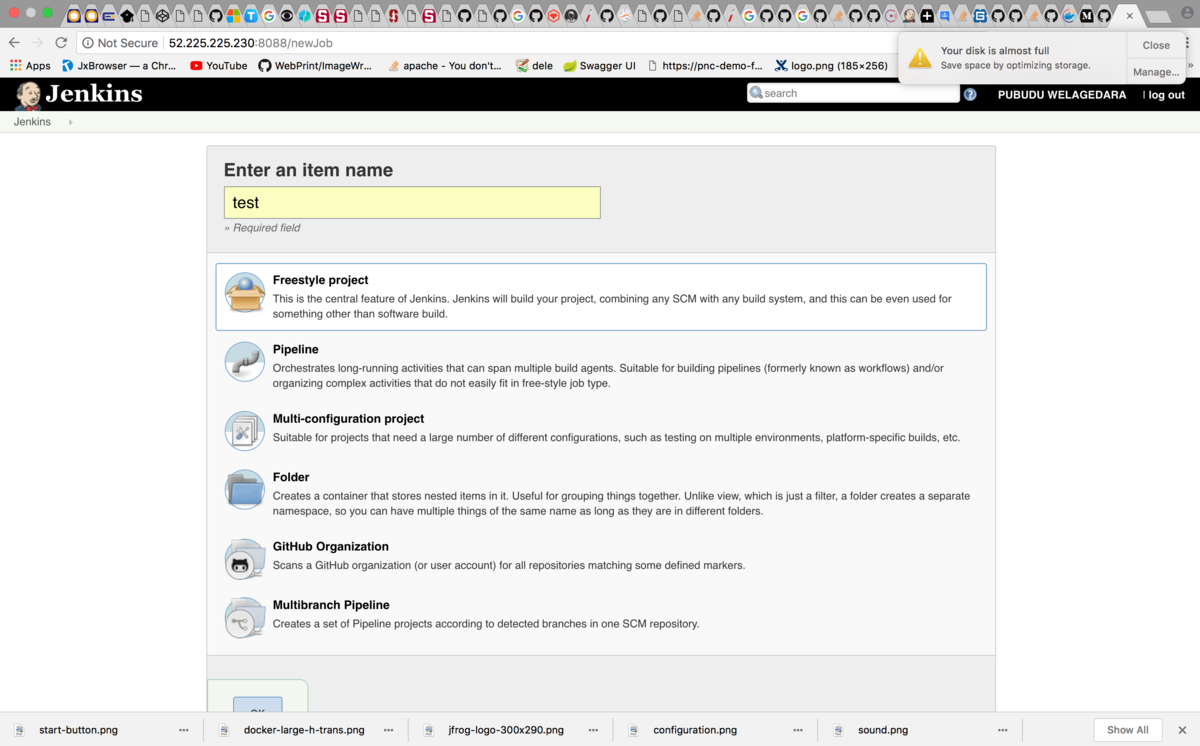 Not Secure | 52.225.225.230:8088/newJob
Apps JxBrowser — a Chr... YouTube WebPrint/ImageWr... apache - You don't... dele Swagger UI https://pnc-demo-f... logo.png (185×256) »
Your disk is almost full
Save space by optimizing storage.
Close
Manage...
Jenkins
search
PUBUDU WELAGEDARA | log out
Jenkins
Enter an item name
test
» Required field
Freestyle project
This is the central feature of Jenkins. Jenkins will build your project, combining any SCM with any build system, and this can be even used for
something other than software build.
Pipeline
Orchestrates long-running activities that can span multiple build agents. Suitable for building pipelines (formerly known as workflows) and/or
organizing complex activities that do not easily fit in free-style job type.
Multi-configuration project
Suitable for projects that need a large number of different configurations, such as testing on multiple environments, platform-specific builds, etc.
Folder
Creates a container that stores nested items in it. Useful for grouping things together. Unlike view, which is just a filter, a folder creates a separate
namespace, so you can have multiple things of the same name as long as they are in different folders.
GitHub Organization
Scans a GitHub organization (or user account) for all repositories matching some defined markers.
Multibranch Pipeline
Creates a set of Pipeline projects according to detected branches in one SCM repository.
OK
start-button.png docker-large-h-trans.png jfrog-logo-300x290.png configuration.png sound.png Show All